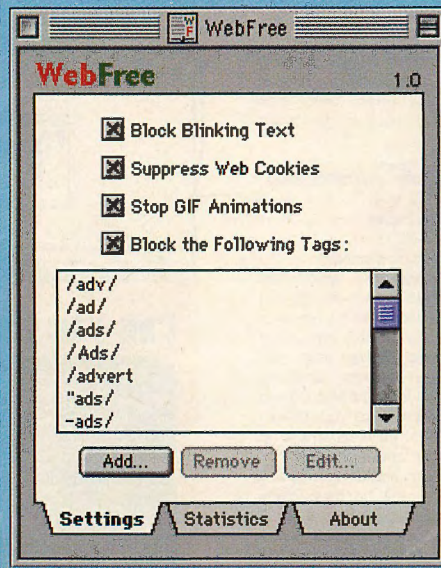 WebFree
WebFree 1.0
Block Blinking Text
Suppress Web Cookies
Stop GIF Animations
Block the Following Tags:
/adv/
/ad/
/ads/
/Ads/
/advert
"ads/
-ads/
Add... Remove Edit...
Settings Statistics About